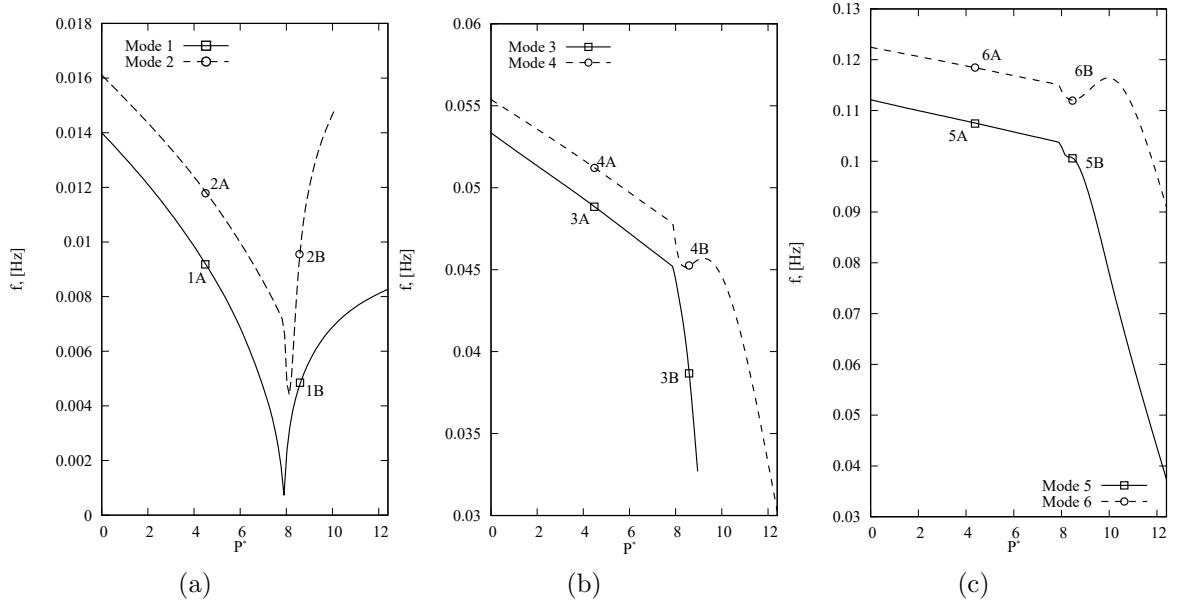 0.018
0.016
0.014
0.012
0.01
0.008
0.006
0.004
0.002
0
0 2 4 6 8 10 12
f, [Hz]
P*
Mode 1
Mode 2
2A
1A
2B
1B
(a)
0.06
0.055
0.05
0.045
0.04
0.035
0.03
0 2 4 6 8 10 12
f, [Hz]
P*
Mode 3
Mode 4
4A
3A
4B
3B
(b)
0.13
0.12
0.11
0.1
0.09
0.08
0.07
0.06
0.05
0.04
0.03
0 2 4 6 8 10 12
f, [Hz]
P*
6A
6B
5A
5B
Mode 5
Mode 6
(c)